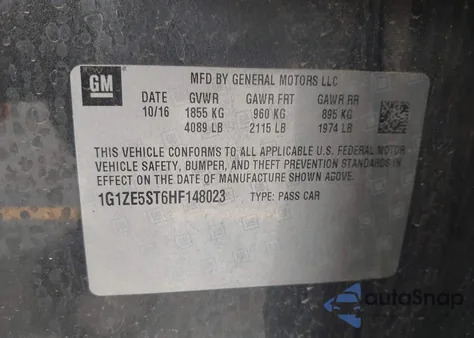 GM
MFD BY GENERAL MOTORS LLC
DATE GVWR GAWR FRT GAWR RR
10/16 1855 KG 960 KG 895 KG
4089 LB 2115 LB 1974 LB
THIS VEHICLE CONFORMS TO ALL APPLICABLE U.S. FEDERAL MOTOR
VEHICLE SAFETY, BUMPER, AND THEFT PREVENTION STANDARDS
IN EFFECT ON THE DATE OF MANUFACTURE SHOWN ABOVE.
1G1ZE5ST6HF148023 TYPE: PASS CAR
autoSnap